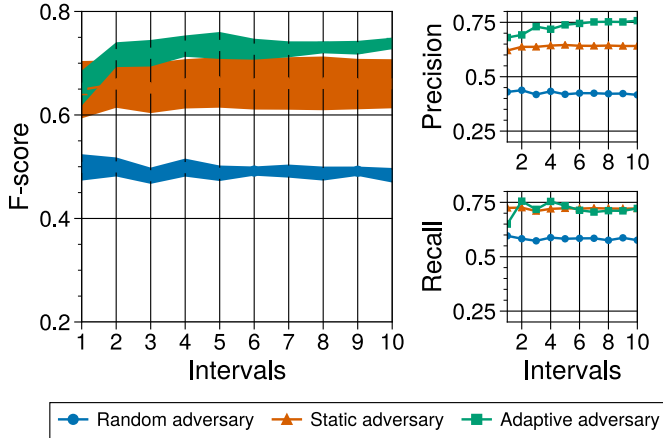 F-score
0.8
0.6
0.4
0.2
1 2 3 4 5 6 7 8 9 10
Intervals
Precision
0.75
0.5
0.25
2 4 6 8 10
Recall
0.75
0.5
0.25
2 4 6 8 10
Intervals
Random adversary Static adversary Adaptive adversary